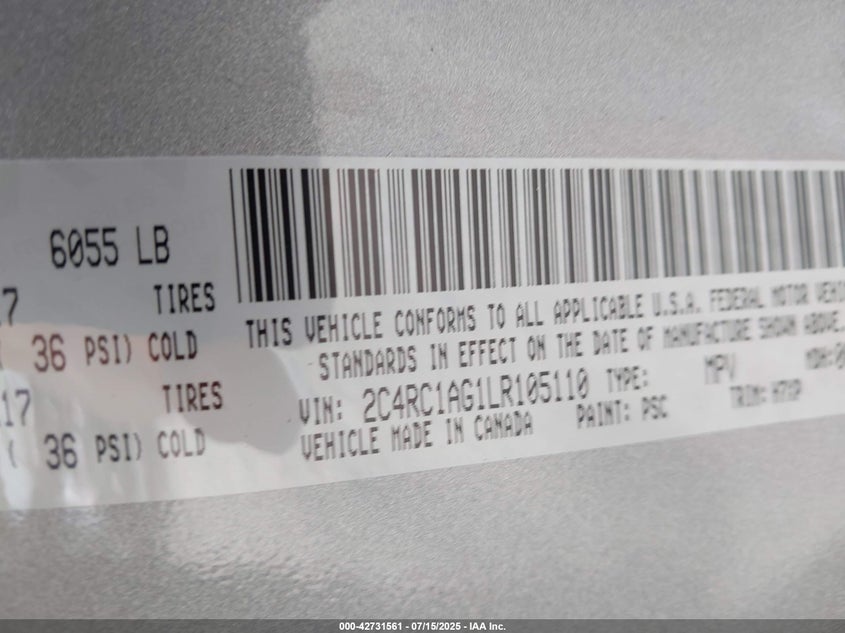 6055 LB
TIRES
36 PSI) COLD
17 TIRES
( 36 PSI) COLD
THIS VEHICLE CONFORMS TO ALL APPLICABLE U.S.A. FEDERAL MOTOR
STANDARDS IN EFFECT ON THE DATE OF MANUFACTURE SHOWN ABOVE.
VIN: 2C4RC1AG1LR105110 TYPE: MPV MDH:
VEHICLE MADE IN CANADA PAINT: PSC TRIM:
000-42731561 - 07/15/2025 - IAA Inc.